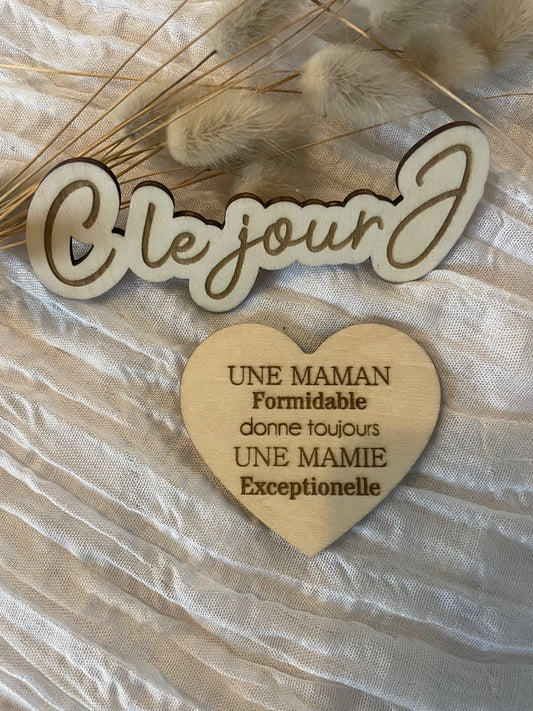 C le jour J
UNE MAMAN
Formidable
donne toujours
UNE MAMIE
Exceptionelle